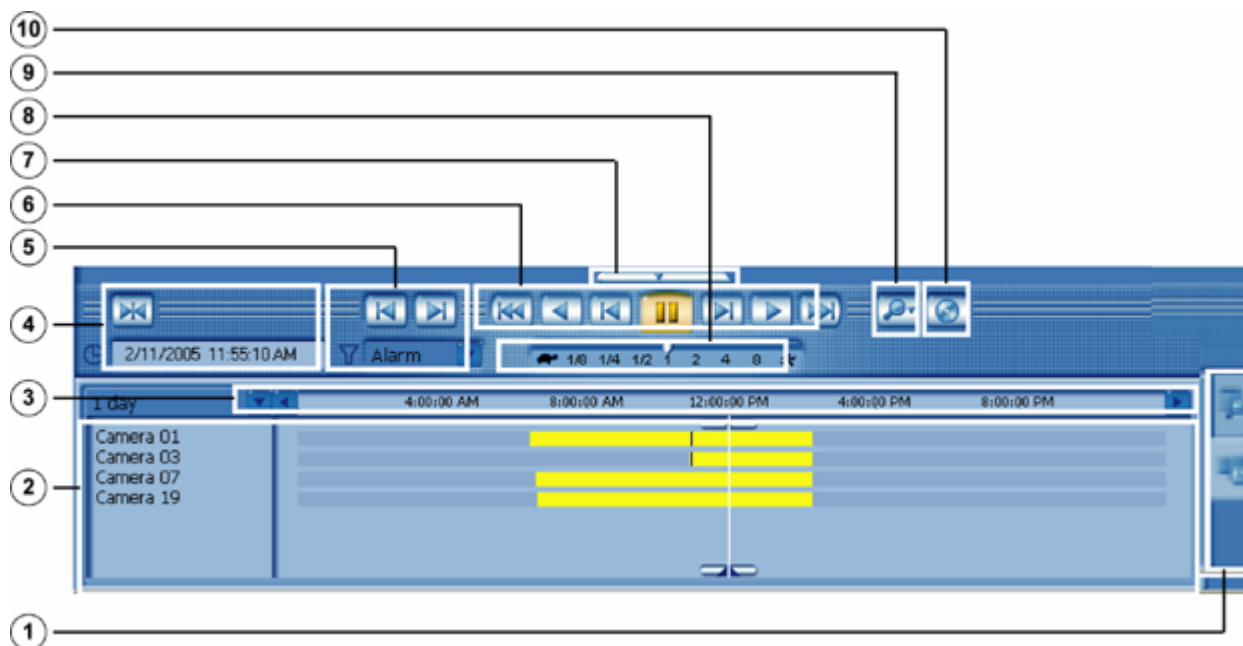 10
9
8
7
6
5
4
2/11/2005 11:55:10 AM
Alarm
1/8 1/4 1/2 1 2 4 8
3
1 day
4:00:00 AM 8:00:00 AM 12:00:00 PM 4:00:00 PM 8:00:00 PM
Camera 01
Camera 03
Camera 07
Camera 19
2
1